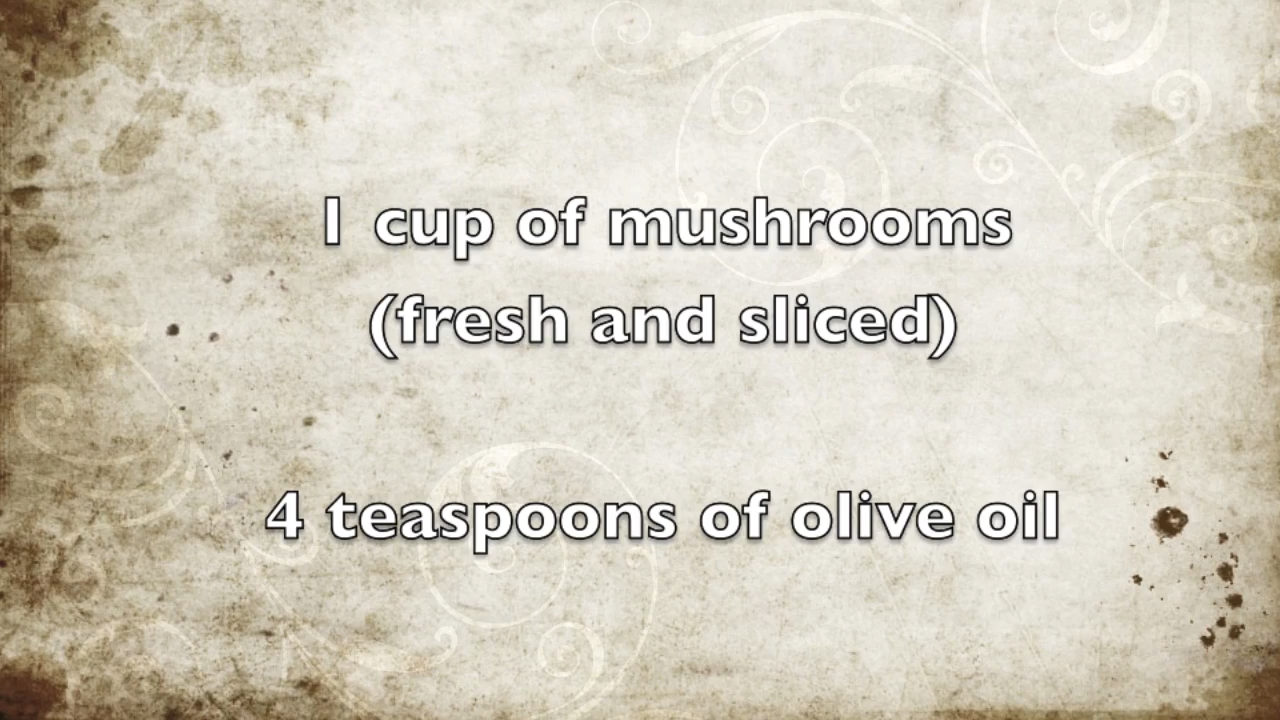 1 cup of mushrooms
(fresh and sliced)
4 teaspoons of olive oil